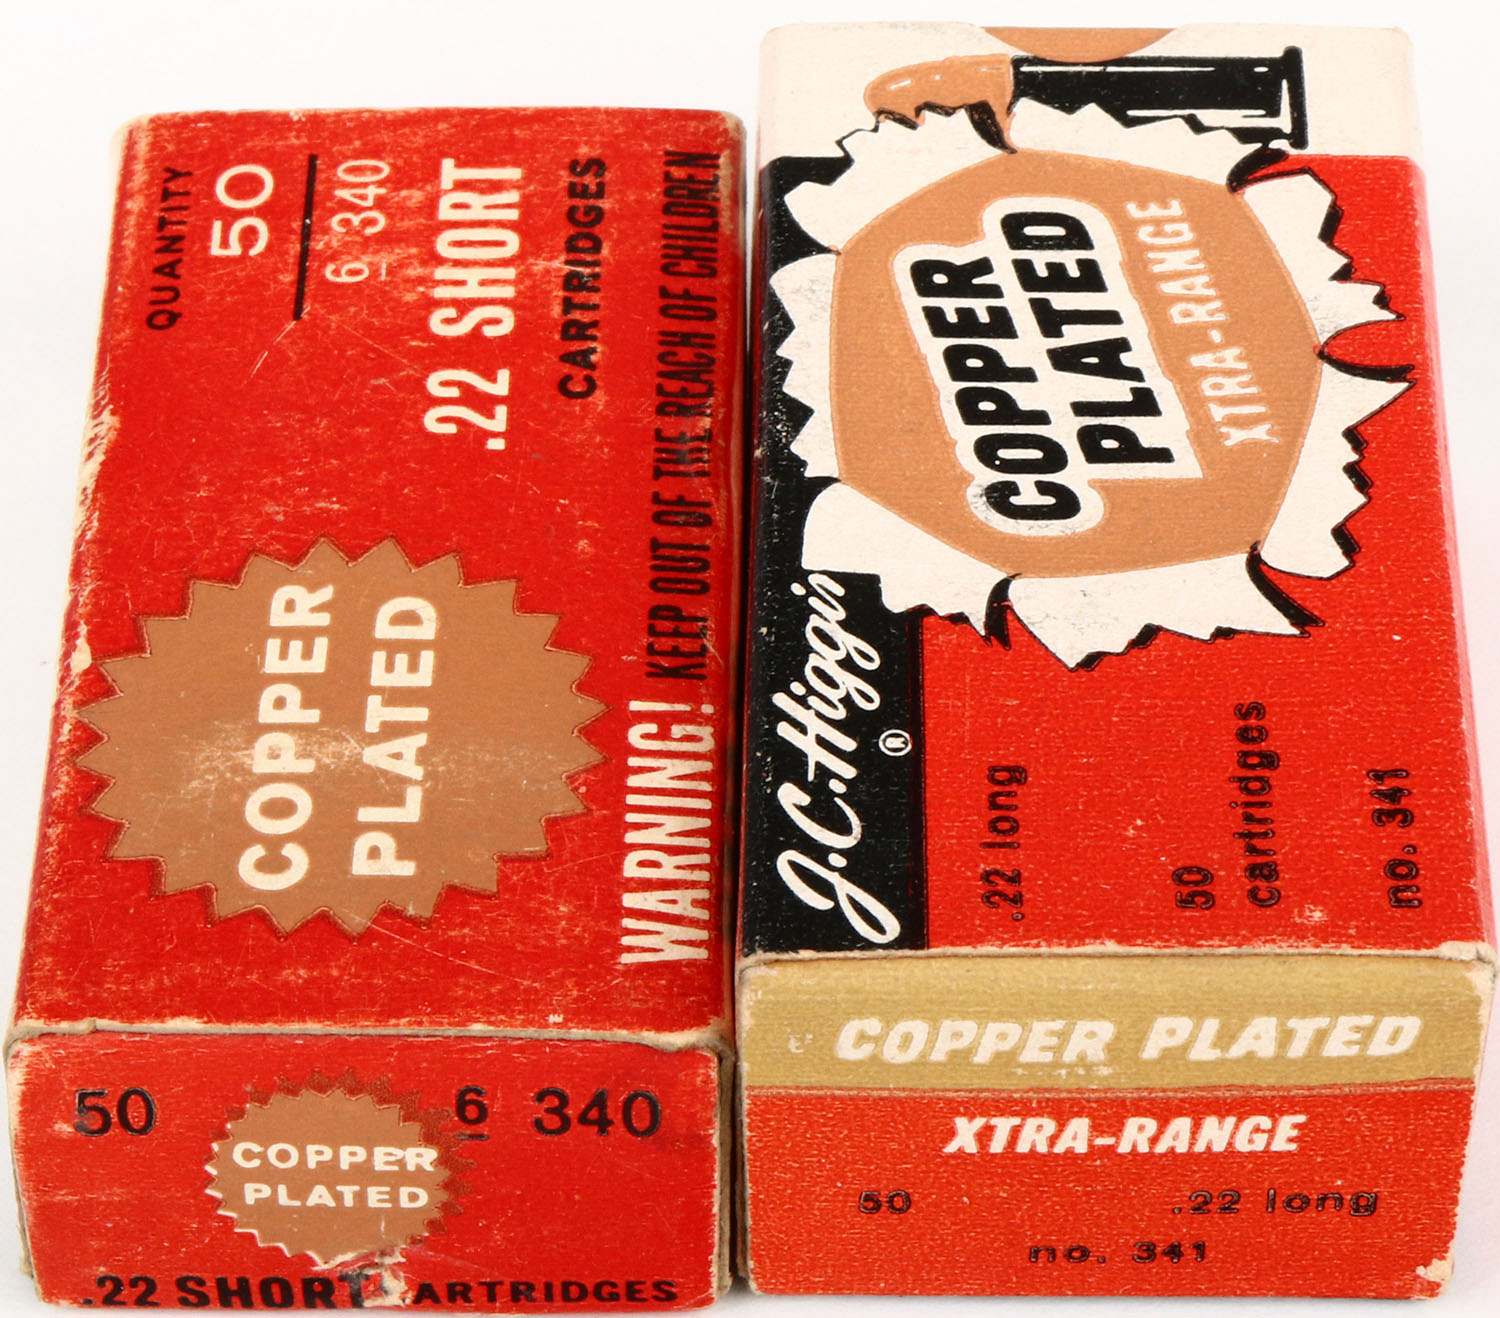 QUANTITY
50
6 340
.22 SHORT
CARTRIDGES
COPPER
PLATED
WARNING! KEEP OUT OF THE REACH OF CHILDREN
50
6 340
COPPER
PLATED
.22 SHORT CARTRIDGES
COPPER
PLATED
XTRA-RANGE
J.C. Higgins
®
.22 long
50
cartridges
no. 341
COPPER PLATED
XTRA-RANGE
50 .22 long
no. 341